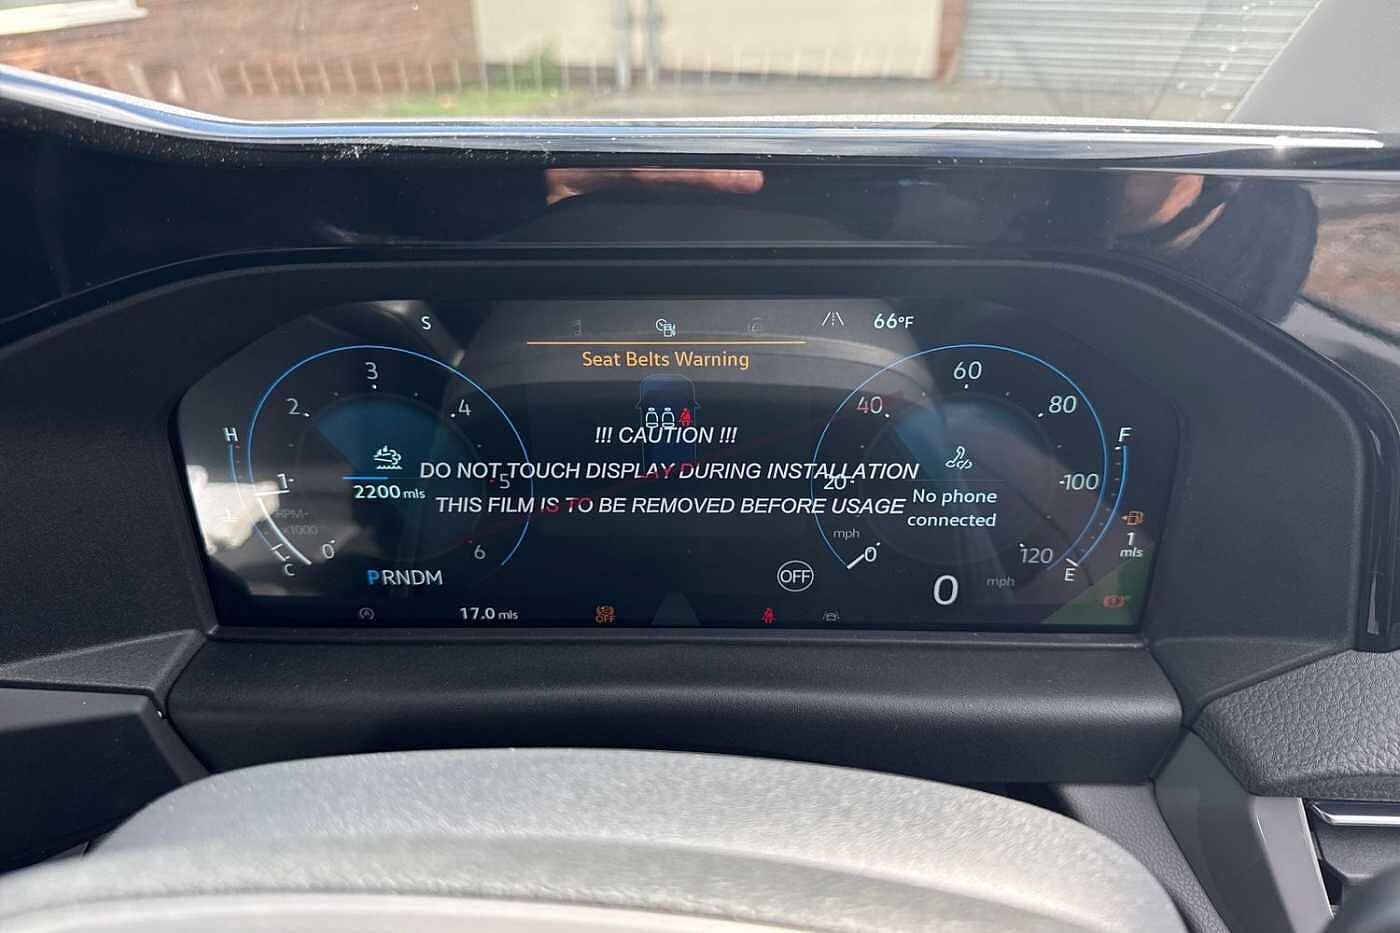 S
66°F
Seat Belts Warning
H
1
2
3
4
5
6
0
RPM
x1000
C
2200 mls
!!! CAUTION !!!
DO NOT TOUCH DISPLAY DURING INSTALLATION
THIS FILM IS TO BE REMOVED BEFORE USAGE
0
20
40
60
80
100
120
mph
No phone
connected
F
1
mls
E
PRNDM
OFF
0 mph
17.0 mls
OFF